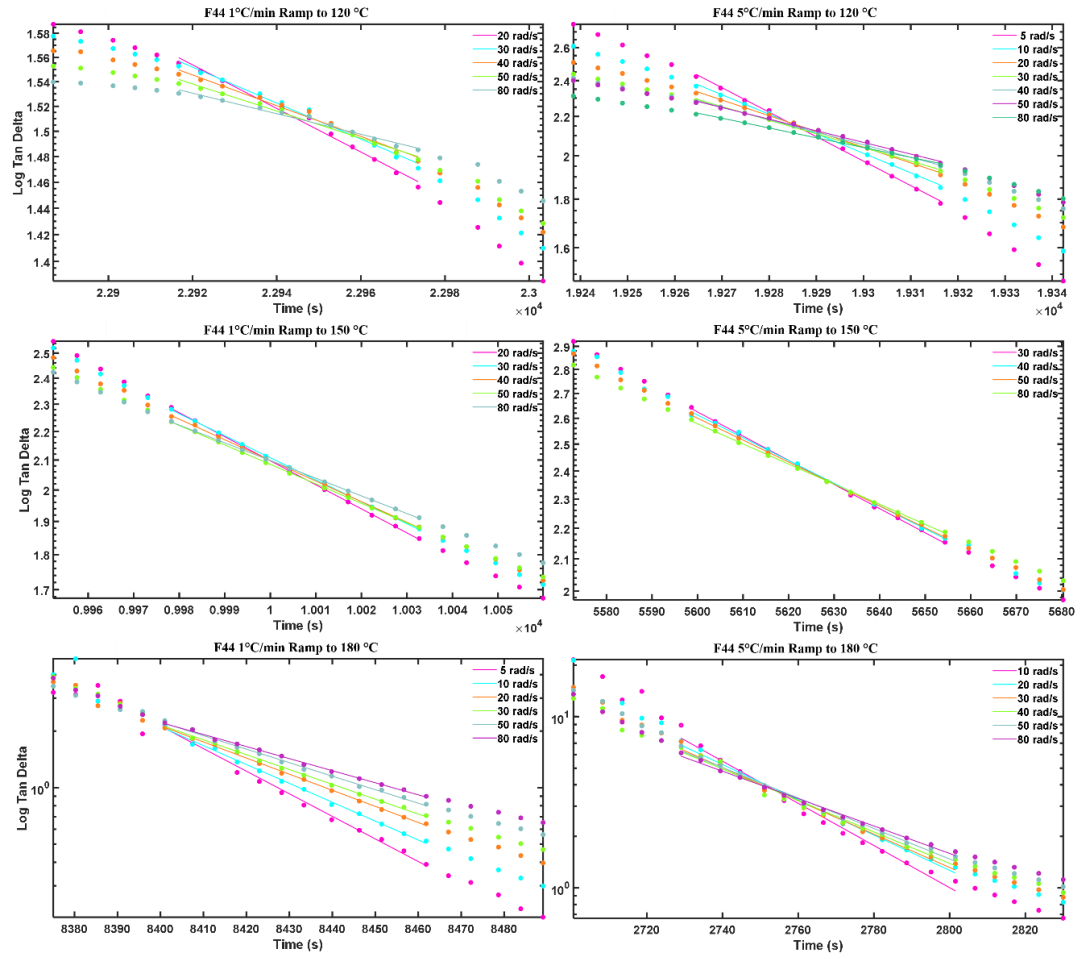 F44 1°C/min Ramp to 120 °C
Log Tan Delta
1.58
1.56
1.54
1.52
1.5
1.48
1.46
1.44
1.42
1.4
20 rad/s
30 rad/s
40 rad/s
50 rad/s
80 rad/s
2.29 2.292 2.294 2.296 2.298 2.3
Time (s)
×10⁴
F44 5°C/min Ramp to 120 °C
Log Tan Delta
2.6
2.4
2.2
2
1.8
1.6
5 rad/s
10 rad/s
20 rad/s
30 rad/s
40 rad/s
50 rad/s
80 rad/s
1.924 1.925 1.926 1.927 1.928 1.929 1.93 1.931 1.932 1.933 1.934
Time (s)
×10⁴
F44 1°C/min Ramp to 150 °C
Log Tan Delta
2.5
2.4
2.3
2.2
2.1
2
1.9
1.8
1.7
20 rad/s
30 rad/s
40 rad/s
50 rad/s
80 rad/s
0.996 0.997 0.998 0.999 1 1.001 1.002 1.003 1.004 1.005
Time (s)
×10⁴
F44 5°C/min Ramp to 150 °C
Log Tan Delta
2.9
2.8
2.7
2.6
2.5
2.4
2.3
2.2
2.1
2
30 rad/s
40 rad/s
50 rad/s
80 rad/s
5580 5590 5600 5610 5620 5630 5640 5650 5660 5670 5680
Time (s)
F44 1°C/min Ramp to 180 °C
Log Tan Delta
10⁰
5 rad/s
10 rad/s
20 rad/s
30 rad/s
50 rad/s
80 rad/s
8380 8390 8400 8410 8420 8430 8440 8450 8460 8470 8480
Time (s)
F44 5°C/min Ramp to 180 °C
Log Tan Delta
10¹
10⁰
10 rad/s
20 rad/s
30 rad/s
40 rad/s
50 rad/s
80 rad/s
2720 2740 2760 2780 2800 2820
Time (s)